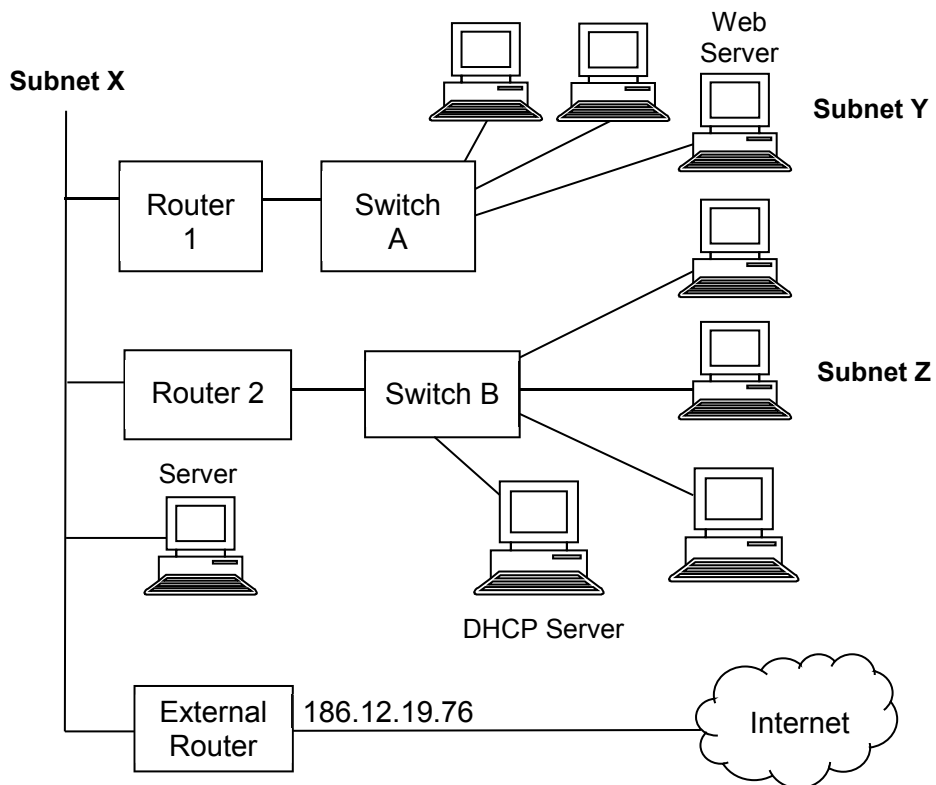 Web
Server
Subnet X
Subnet Y
Router
1
Switch
A
Subnet Z
Router 2
Switch B
Server
DHCP Server
External
Router
186.12.19.76
Internet